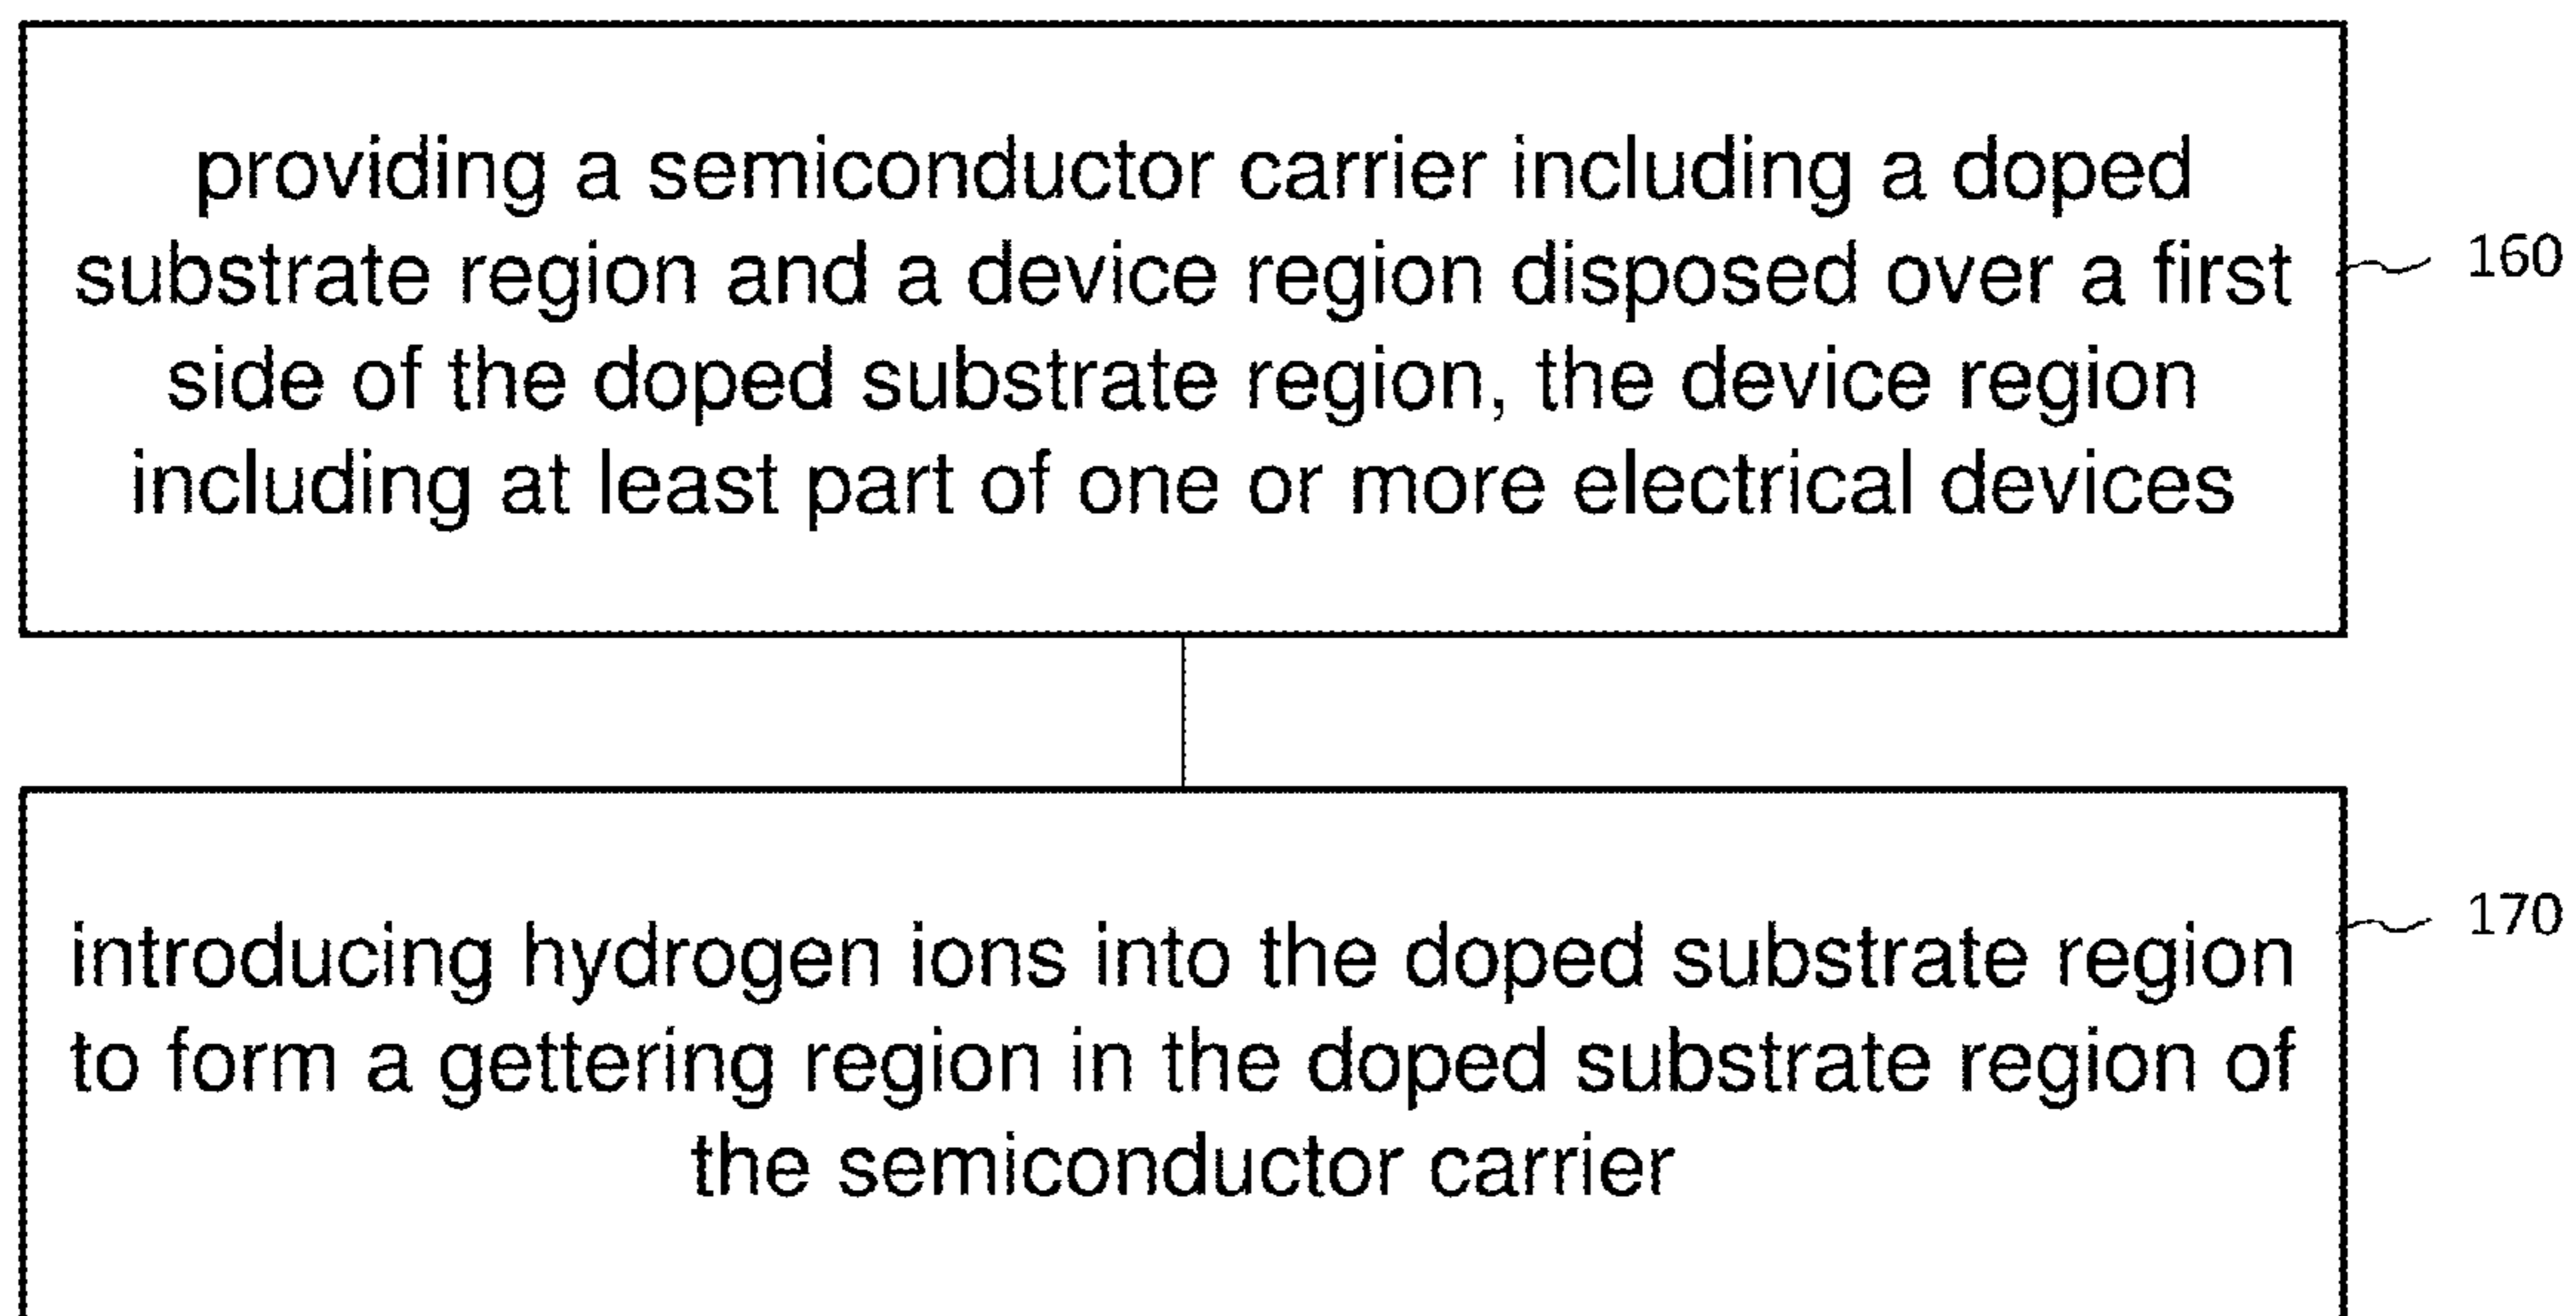 providing a semiconductor carrier including a doped
substrate region and a device region disposed over a first
side of the doped substrate region, the device region
including at least part of one or more electrical devices
160
introducing hydrogen ions into the doped substrate region
to form a gettering region in the doped substrate region of
the semiconductor carrier
170